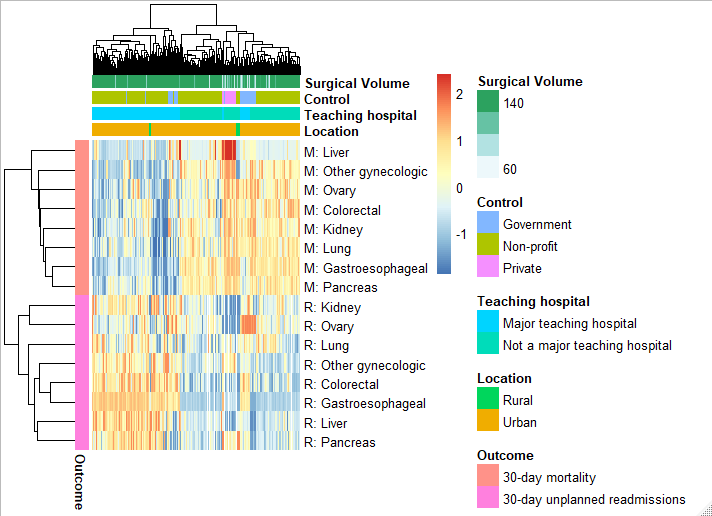 Surgical Volume
Control
Teaching hospital
Location
M: Liver
M: Other gynecologic
M: Ovary
M: Colorectal
M: Kidney
M: Lung
M: Gastroesophageal
M: Pancreas
R: Kidney
R: Ovary
R: Lung
R: Other gynecologic
R: Colorectal
R: Gastroesophageal
R: Liver
R: Pancreas
Outcome
2
1
0
-1
Surgical Volume
140
60
Control
Government
Non-profit
Private
Teaching hospital
Major teaching hospital
Not a major teaching hospital
Location
Rural
Urban
Outcome
30-day mortality
30-day unplanned readmissions